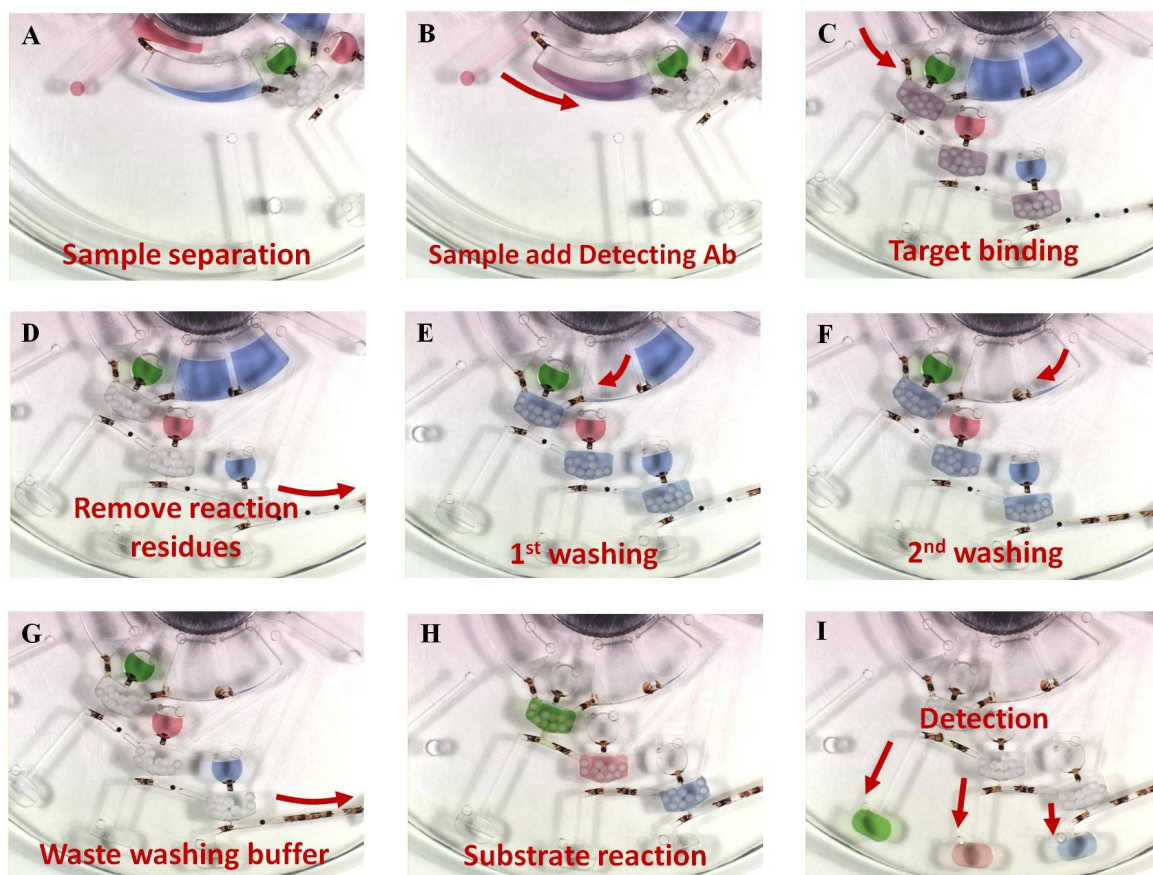 A
Sample separation
B
Sample add Detecting Ab
C
Target binding
D
Remove reaction
residues
E
1st washing
F
2nd washing
G
Waste washing buffer
H
Substrate reaction
I
Detection